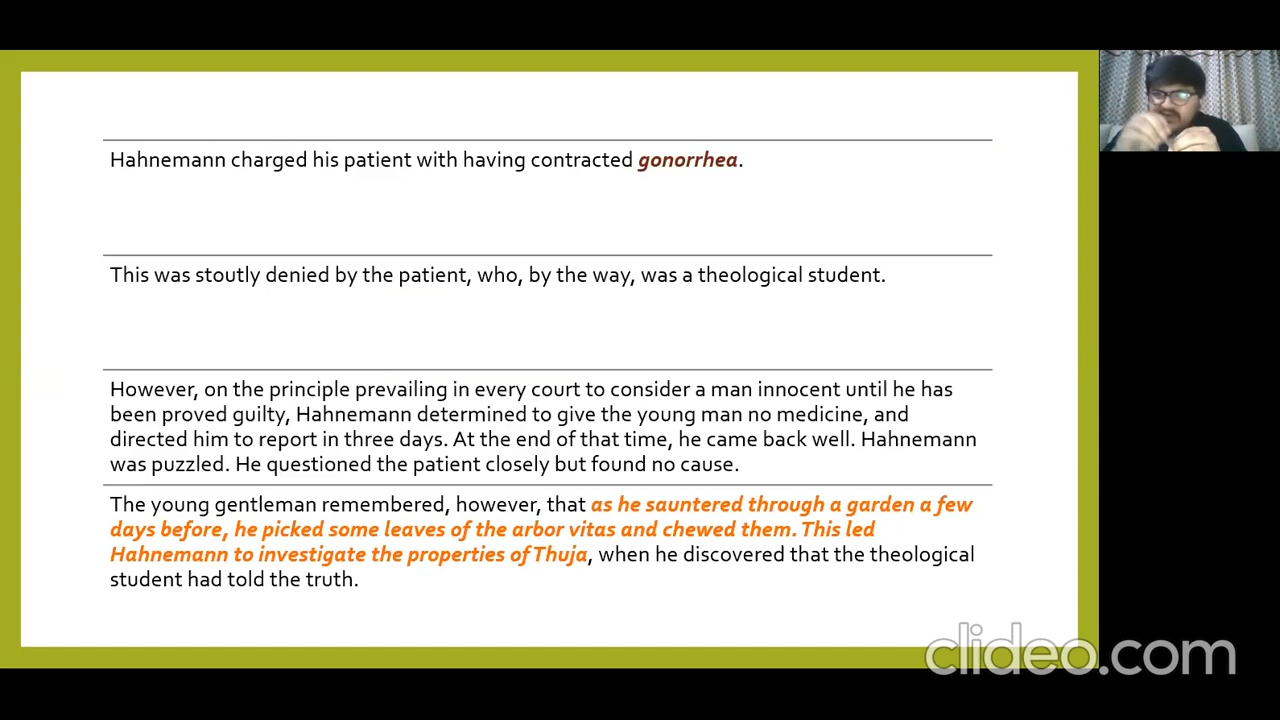 Hahnemann charged his patient with having contracted gonorrhea.
This was stoutly denied by the patient, who, by the way, was a theological student.
However, on the principle prevailing in every court to consider a man innocent until he has
been proved guilty, Hahnemann determined to give the young man no medicine, and
directed him to report in three days. At the end of that time, he came back well. Hahnemann
was puzzled. He questioned the patient closely but found no cause.
The young gentleman remembered, however, that as he sauntered through a garden a few
days before, he picked some leaves of the arbor vitas and chewed them. This led
Hahnemann to investigate the properties of Thuja, when he discovered that the theological
student had told the truth.
clideo.com